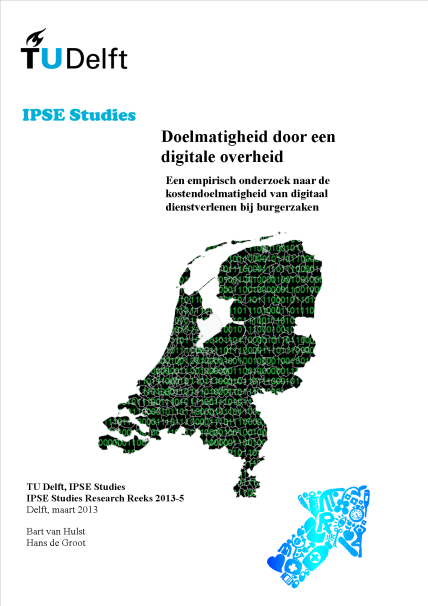 TU Delft
IPSE Studies
Doelmatigheid door een
digitale overheid
Een empirisch onderzoek naar de
kostendoelmatigheid van digitaal
dienstverlenen bij burgerzaken
TU Delft, IPSE Studies
IPSE Studies Research Reeks 2013-5
Delft, maart 2013
Bart van Hulst
Hans de Groot